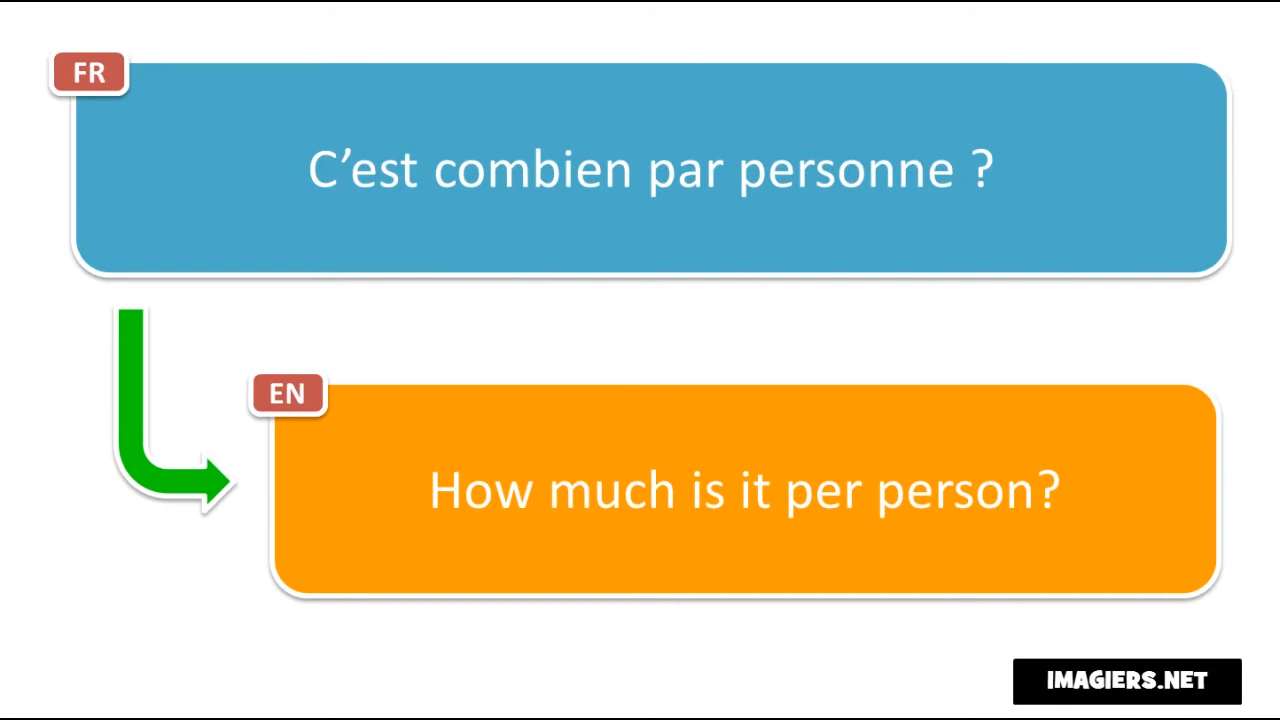 FR
C’est combien par personne ?
EN
How much is it per person?
IMAGIERS.NET